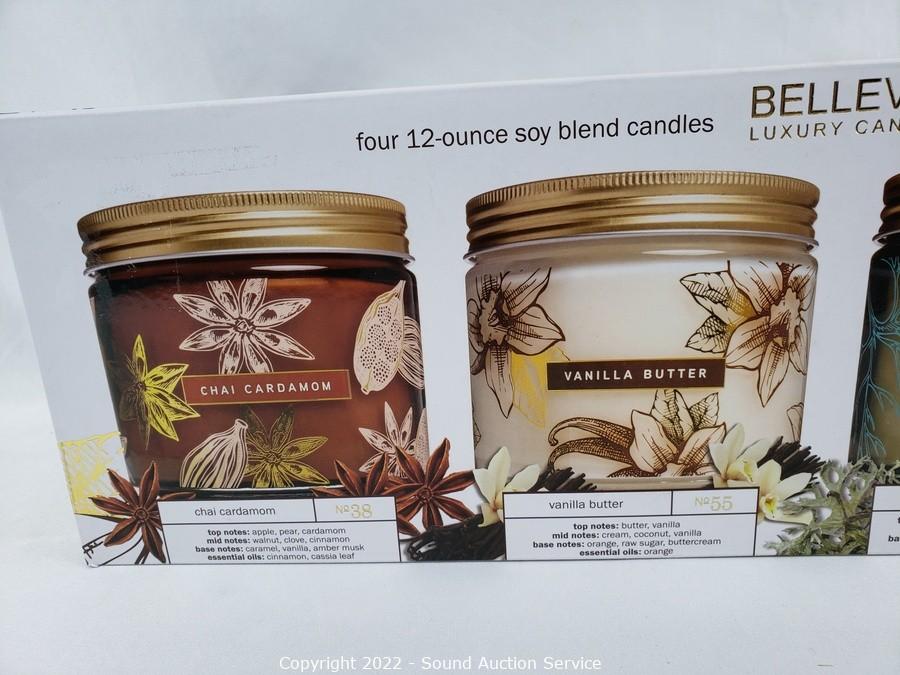 four 12-ounce soy blend candles
BELLEV
LUXURY CAN
CHAI CARDAMOM
VANILLA BUTTER
chai cardamom
Nº38
top notes: apple, pear, cardamom
mid notes: walnut, clove, cinnamon
base notes: caramel, vanilla, amber musk
essential oils: cinnamon, cassia leaf
vanilla butter
Nº55
top notes: butter, vanilla
mid notes: cream, coconut, vanilla
base notes: orange, raw sugar, buttercream
essential oils: orange
ba
Copyright 2022 - Sound Auction Service